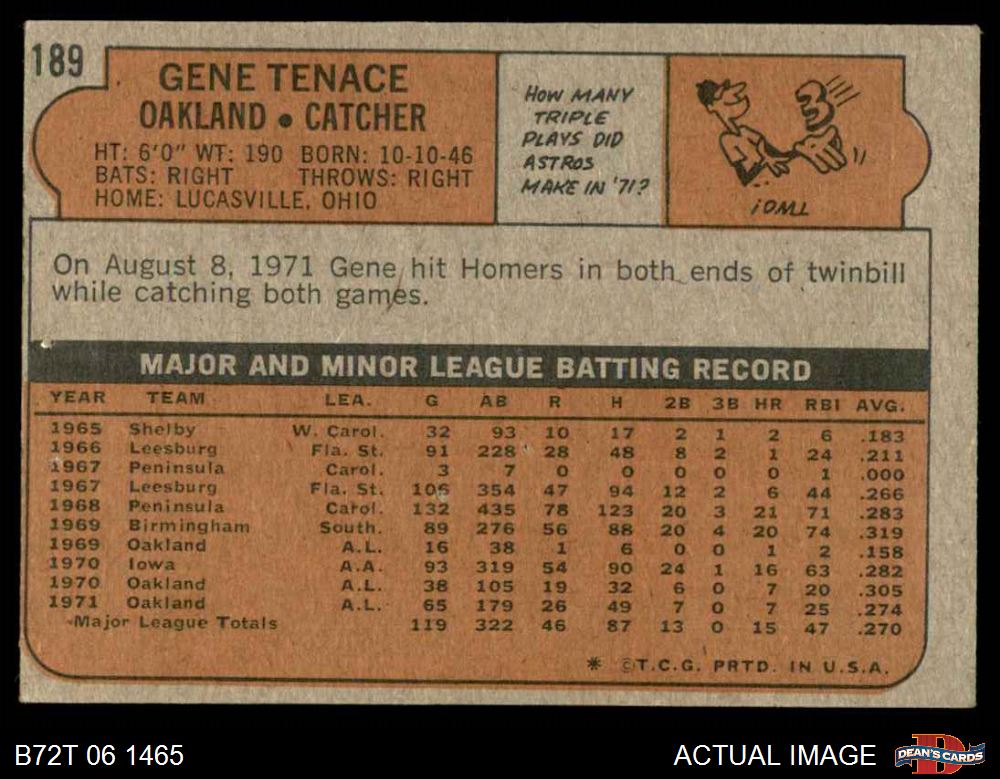 189
GENE TENACE
OAKLAND • CATCHER
HT: 6'0" WT: 190 BORN: 10-10-46
BATS: RIGHT THROWS: RIGHT
HOME: LUCASVILLE, OHIO
HOW MANY
TRIPLE
PLAYS DID
ASTROS
MAKE IN '71?
3
TWO!
On August 8, 1971 Gene hit Homers in both ends of twinbill
while catching both games.
MAJOR AND MINOR LEAGUE BATTING RECORD
YEAR TEAM LEA. G AB R H 2B 3B HR RBI AVG.
1965 Shelby W. Carol. 32 93 10 17 2 1 2 6 .183
1966 Leesburg Fla. St. 91 228 28 48 8 2 1 24 .211
1967 Peninsula Carol. 3 7 0 0 0 0 0 1 .000
1967 Leesburg Fla. St. 106 354 47 94 12 2 6 44 .266
1968 Peninsula Carol. 132 435 78 123 20 3 21 71 .283
1969 Birmingham South. 89 276 56 88 20 4 20 74 .319
1969 Oakland A.L. 16 38 1 6 0 0 1 2 .158
1970 Iowa A.A. 93 319 54 90 24 1 16 63 .282
1970 Oakland A.L. 38 105 19 32 6 0 7 20 .305
1971 Oakland A.L. 65 179 26 49 7 0 7 25 .274
Major League Totals 119 322 46 87 13 0 15 47 .270
* ©T.C.G. PRTD. IN U.S.A.
B72T 06 1465
ACTUAL IMAGE
D
DEAN'S CARDS